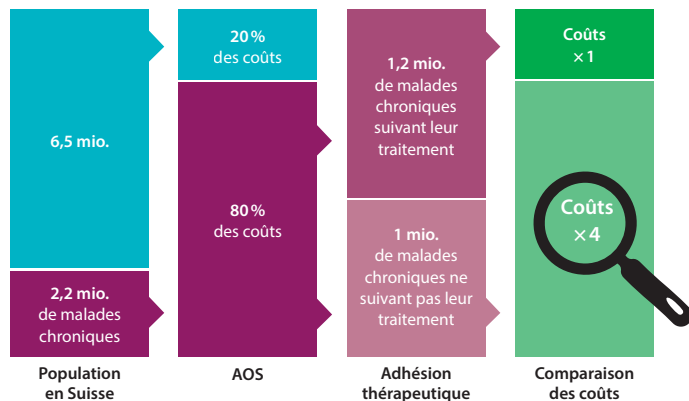 6,5 mio.
2,2 mio.
de malades
chroniques
Population
en Suisse
20 %
des coûts
80 %
des coûts
AOS
1,2 mio.
de malades
chroniques
suivant leur
traitement
1 mio.
de malades
chroniques ne
suivant pas leur
traitement
Adhésion
thérapeutique
Coûts
× 1
Coûts
× 4
Comparaison
des coûts